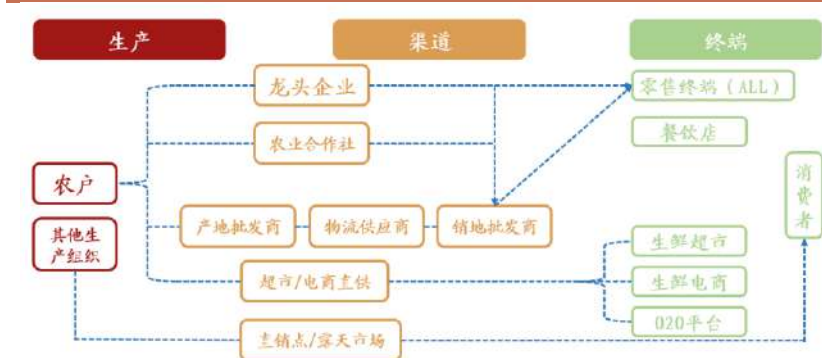 生产
渠道
终端
龙头企业
零售终端（ALL）
农业合作社
餐饮店
农户
消
费
者
其他生
产组织
产地批发商
物流供应商
销地批发商
生鲜超市
超市/电商直供
生鲜电商
O2O平台
直销点/露天市场